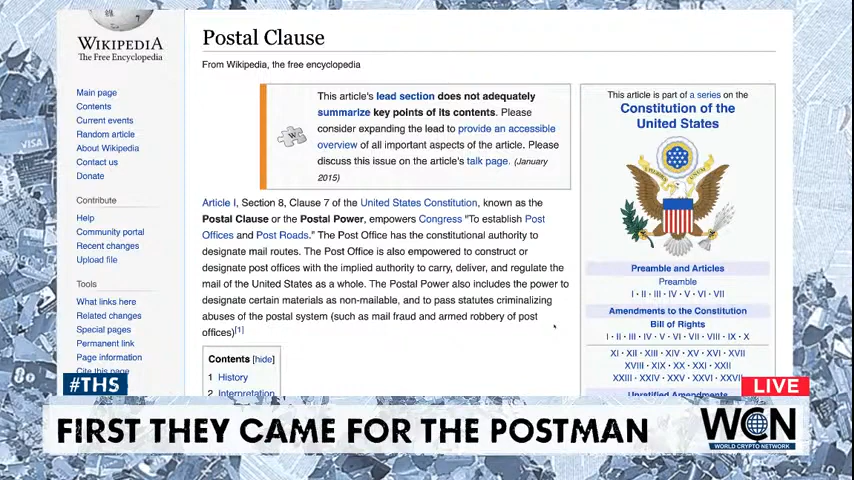 WIKIPEDIA
The Free Encyclopedia
Main page
Contents
Current events
Random article
About Wikipedia
Contact us
Donate
Contribute
Help
Community portal
Recent changes
Upload file
Tools
What links here
Related changes
Special pages
Permanent link
Page information
Cite this page
Postal Clause
From Wikipedia, the free encyclopedia
This article's lead section does not adequately
summarize key points of its contents. Please
consider expanding the lead to provide an accessible
overview of all important aspects of the article. Please
discuss this issue on the article's talk page. (January
2015)
Article I, Section 8, Clause 7 of the United States Constitution, known as the
Postal Clause or the Postal Power, empowers Congress "To establish Post
Offices and Post Roads." The Post Office has the constitutional authority to
designate mail routes. The Post Office is also empowered to construct or
designate post offices with the implied authority to carry, deliver, and regulate the
mail of the United States as a whole. The Postal Power also includes the power to
designate certain materials as non-mailable, and to pass statutes criminalizing
abuses of the postal system (such as mail fraud and armed robbery of post
offices)[1]
Contents [hide]
1 History
2 Interpretation
This article is part of a series on the
Constitution of the
United States
Preamble and Articles
Preamble
I · II · III · IV · V · VI · VII
Amendments to the Constitution
Bill of Rights
I · II · III · IV · V · VI · VII · VIII · IX · X
XI · XII · XIII · XIV · XV · XVI · XVII
XVIII · XIX · XX · XXI · XXII
XXIII · XXIV · XXV · XXVI · XXVII
Unratified Amendments
#THS
LIVE
FIRST THEY CAME FOR THE POSTMAN
WCN
WORLD CRYPTO NETWORK